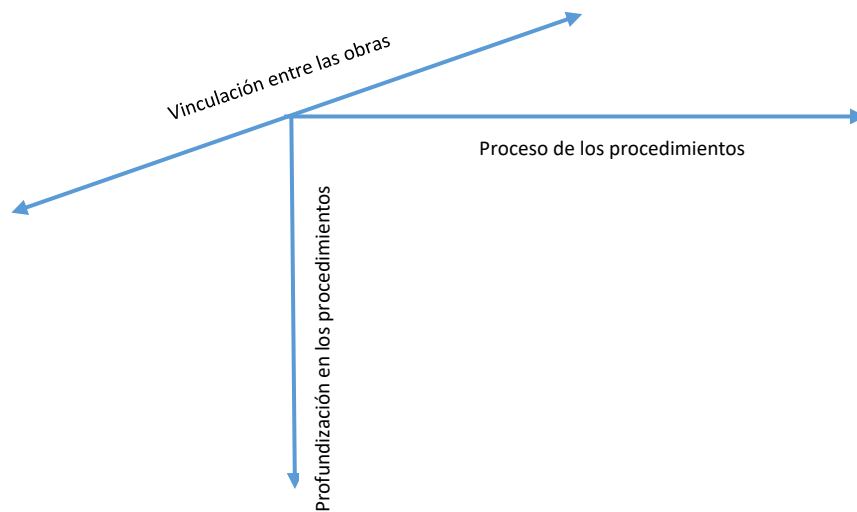 Vinculación entre las obras
Proceso de los procedimientos
Profundización en los procedimientos